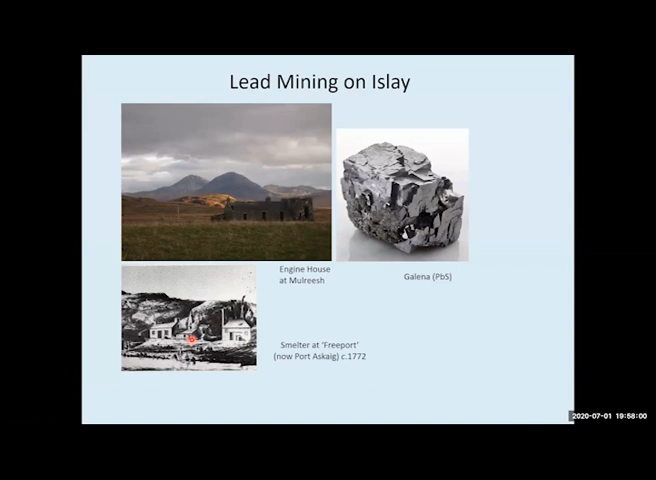 Lead Mining on Islay
Engine House
at Mulreesh
Galena (PbS)
Smelter at ‘Freeport’
(now Port Askaig) c.1772
2020-07-01 19:58:00